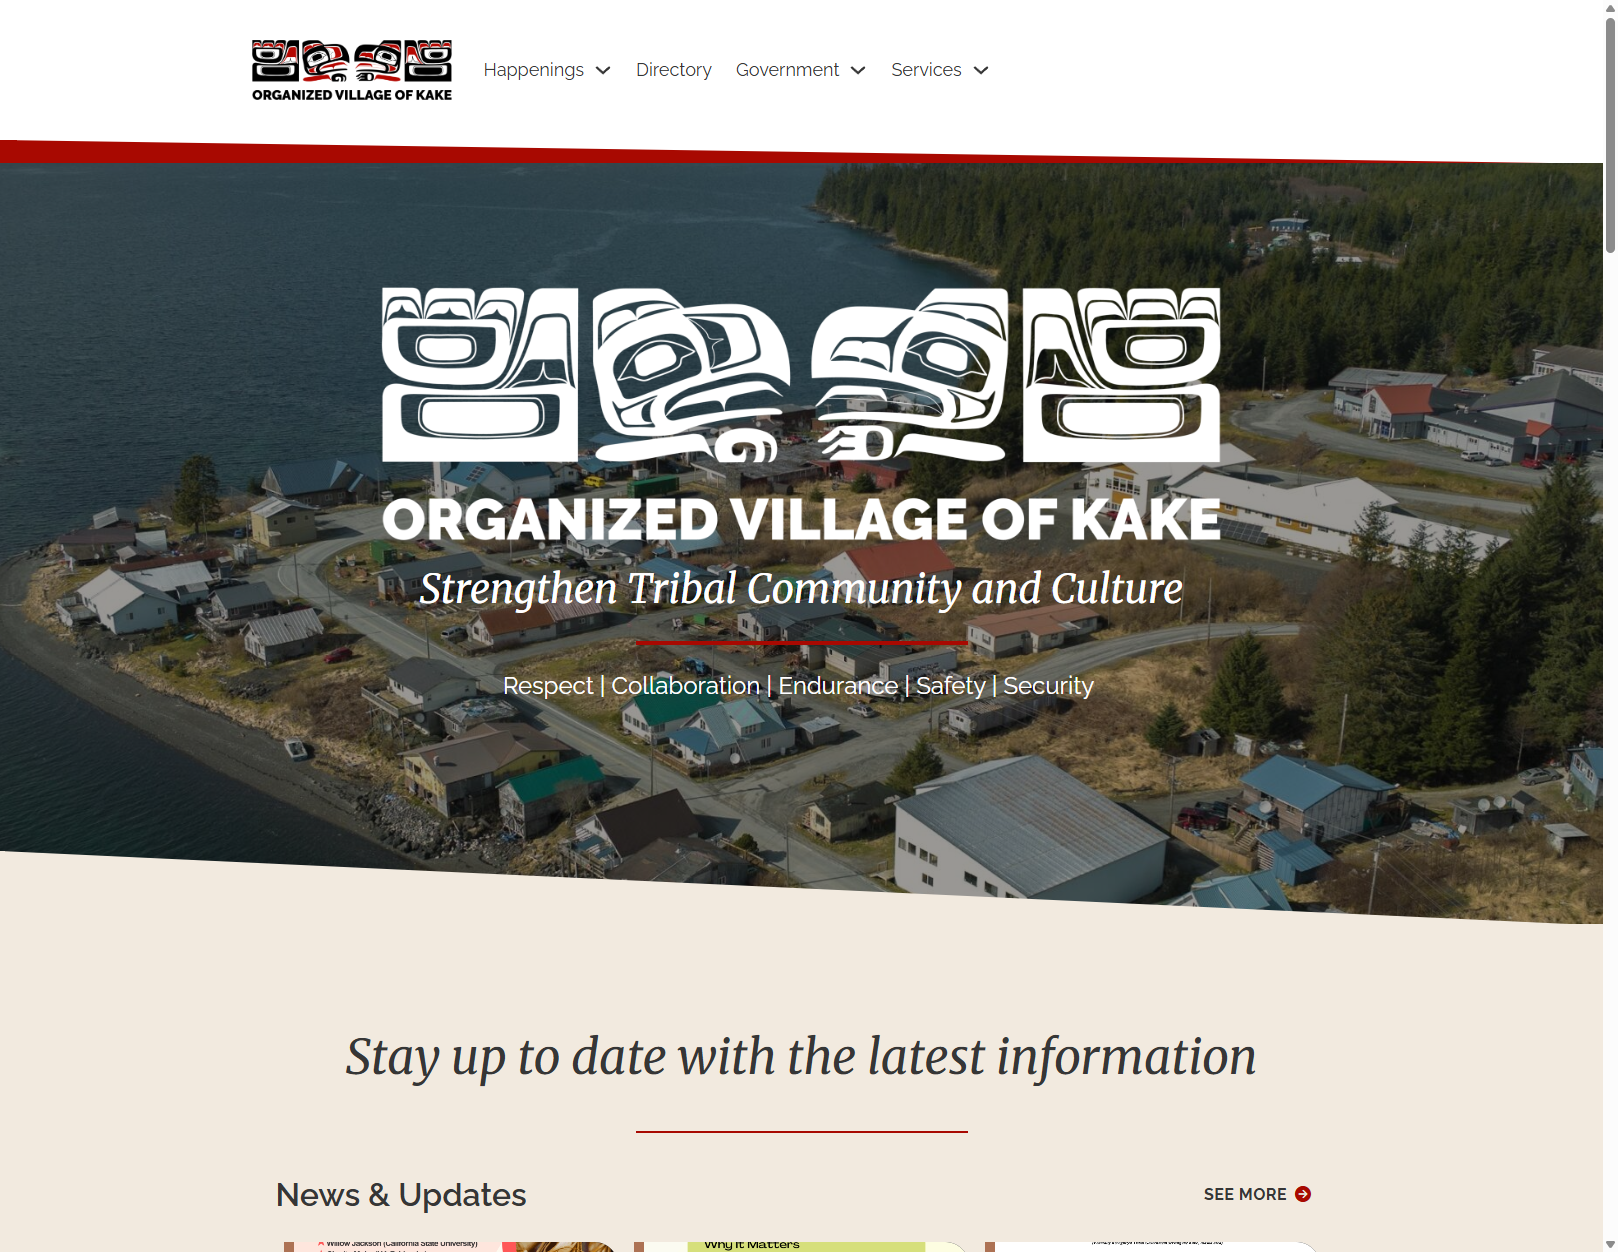 ORGANIZED VILLAGE OF KAKE
Happenings
Directory
Government
Services
ORGANIZED VILLAGE OF KAKE
Strengthen Tribal Community and Culture
Respect | Collaboration | Endurance | Safety | Security
Stay up to date with the latest information
News & Updates
SEE MORE
Willow Jackson (California State University)
Why It Matters